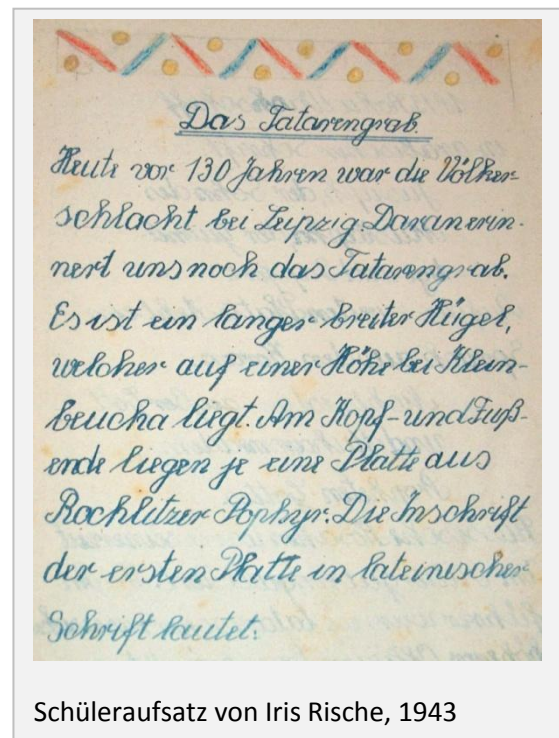 Das Tatarengrab.
Heute vor 130 Jahren war die Völker-
schlacht bei Leipzig. Daran erin-
nert uns noch das Tatarengrab.
Es ist ein langer breiter Hügel,
welcher auf einer Höhe bei Klein-
beucha liegt. Am Kopf- und Fuß-
ende liegen je eine Platte aus
Rochlitzer Pophyr. Die Inschrift
der ersten Platte in lateinischer
Schrift lautet:
Schüleraufsatz von Iris Rische, 1943